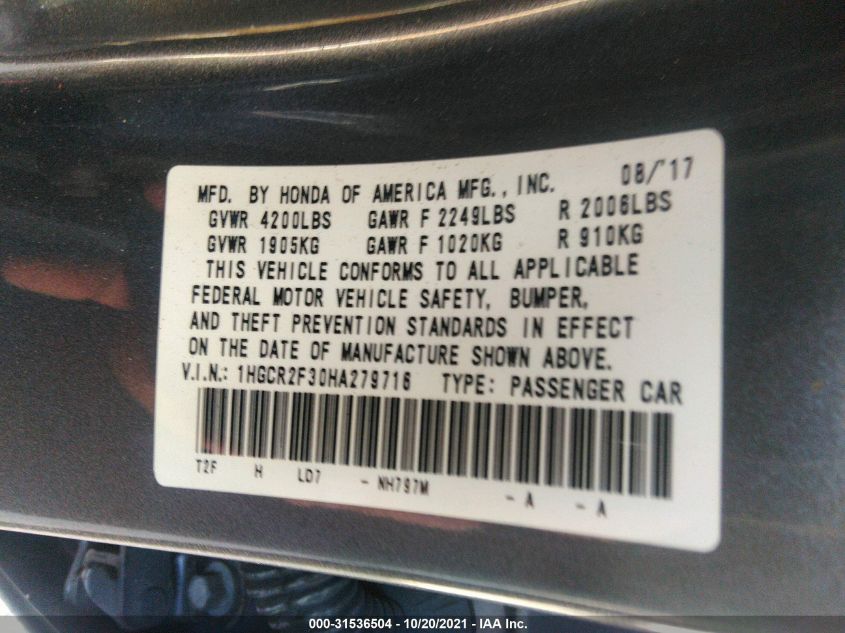 MFD. BY HONDA OF AMERICA MFG., INC. 08/'17
GVWR 4200LBS GAWR F 2249LBS R 2006LBS
GVWR 1905KG GAWR F 1020KG R 910KG
THIS VEHICLE CONFORMS TO ALL APPLICABLE
FEDERAL MOTOR VEHICLE SAFETY, BUMPER,
AND THEFT PREVENTION STANDARDS IN EFFECT
ON THE DATE OF MANUFACTURE SHOWN ABOVE.
V.I.N.: 1HGCR2F30HA279716 TYPE: PASSENGER CAR
T2F H LD7 - NH797M - A - A
000-31536504 - 10/20/2021 - IAA Inc.